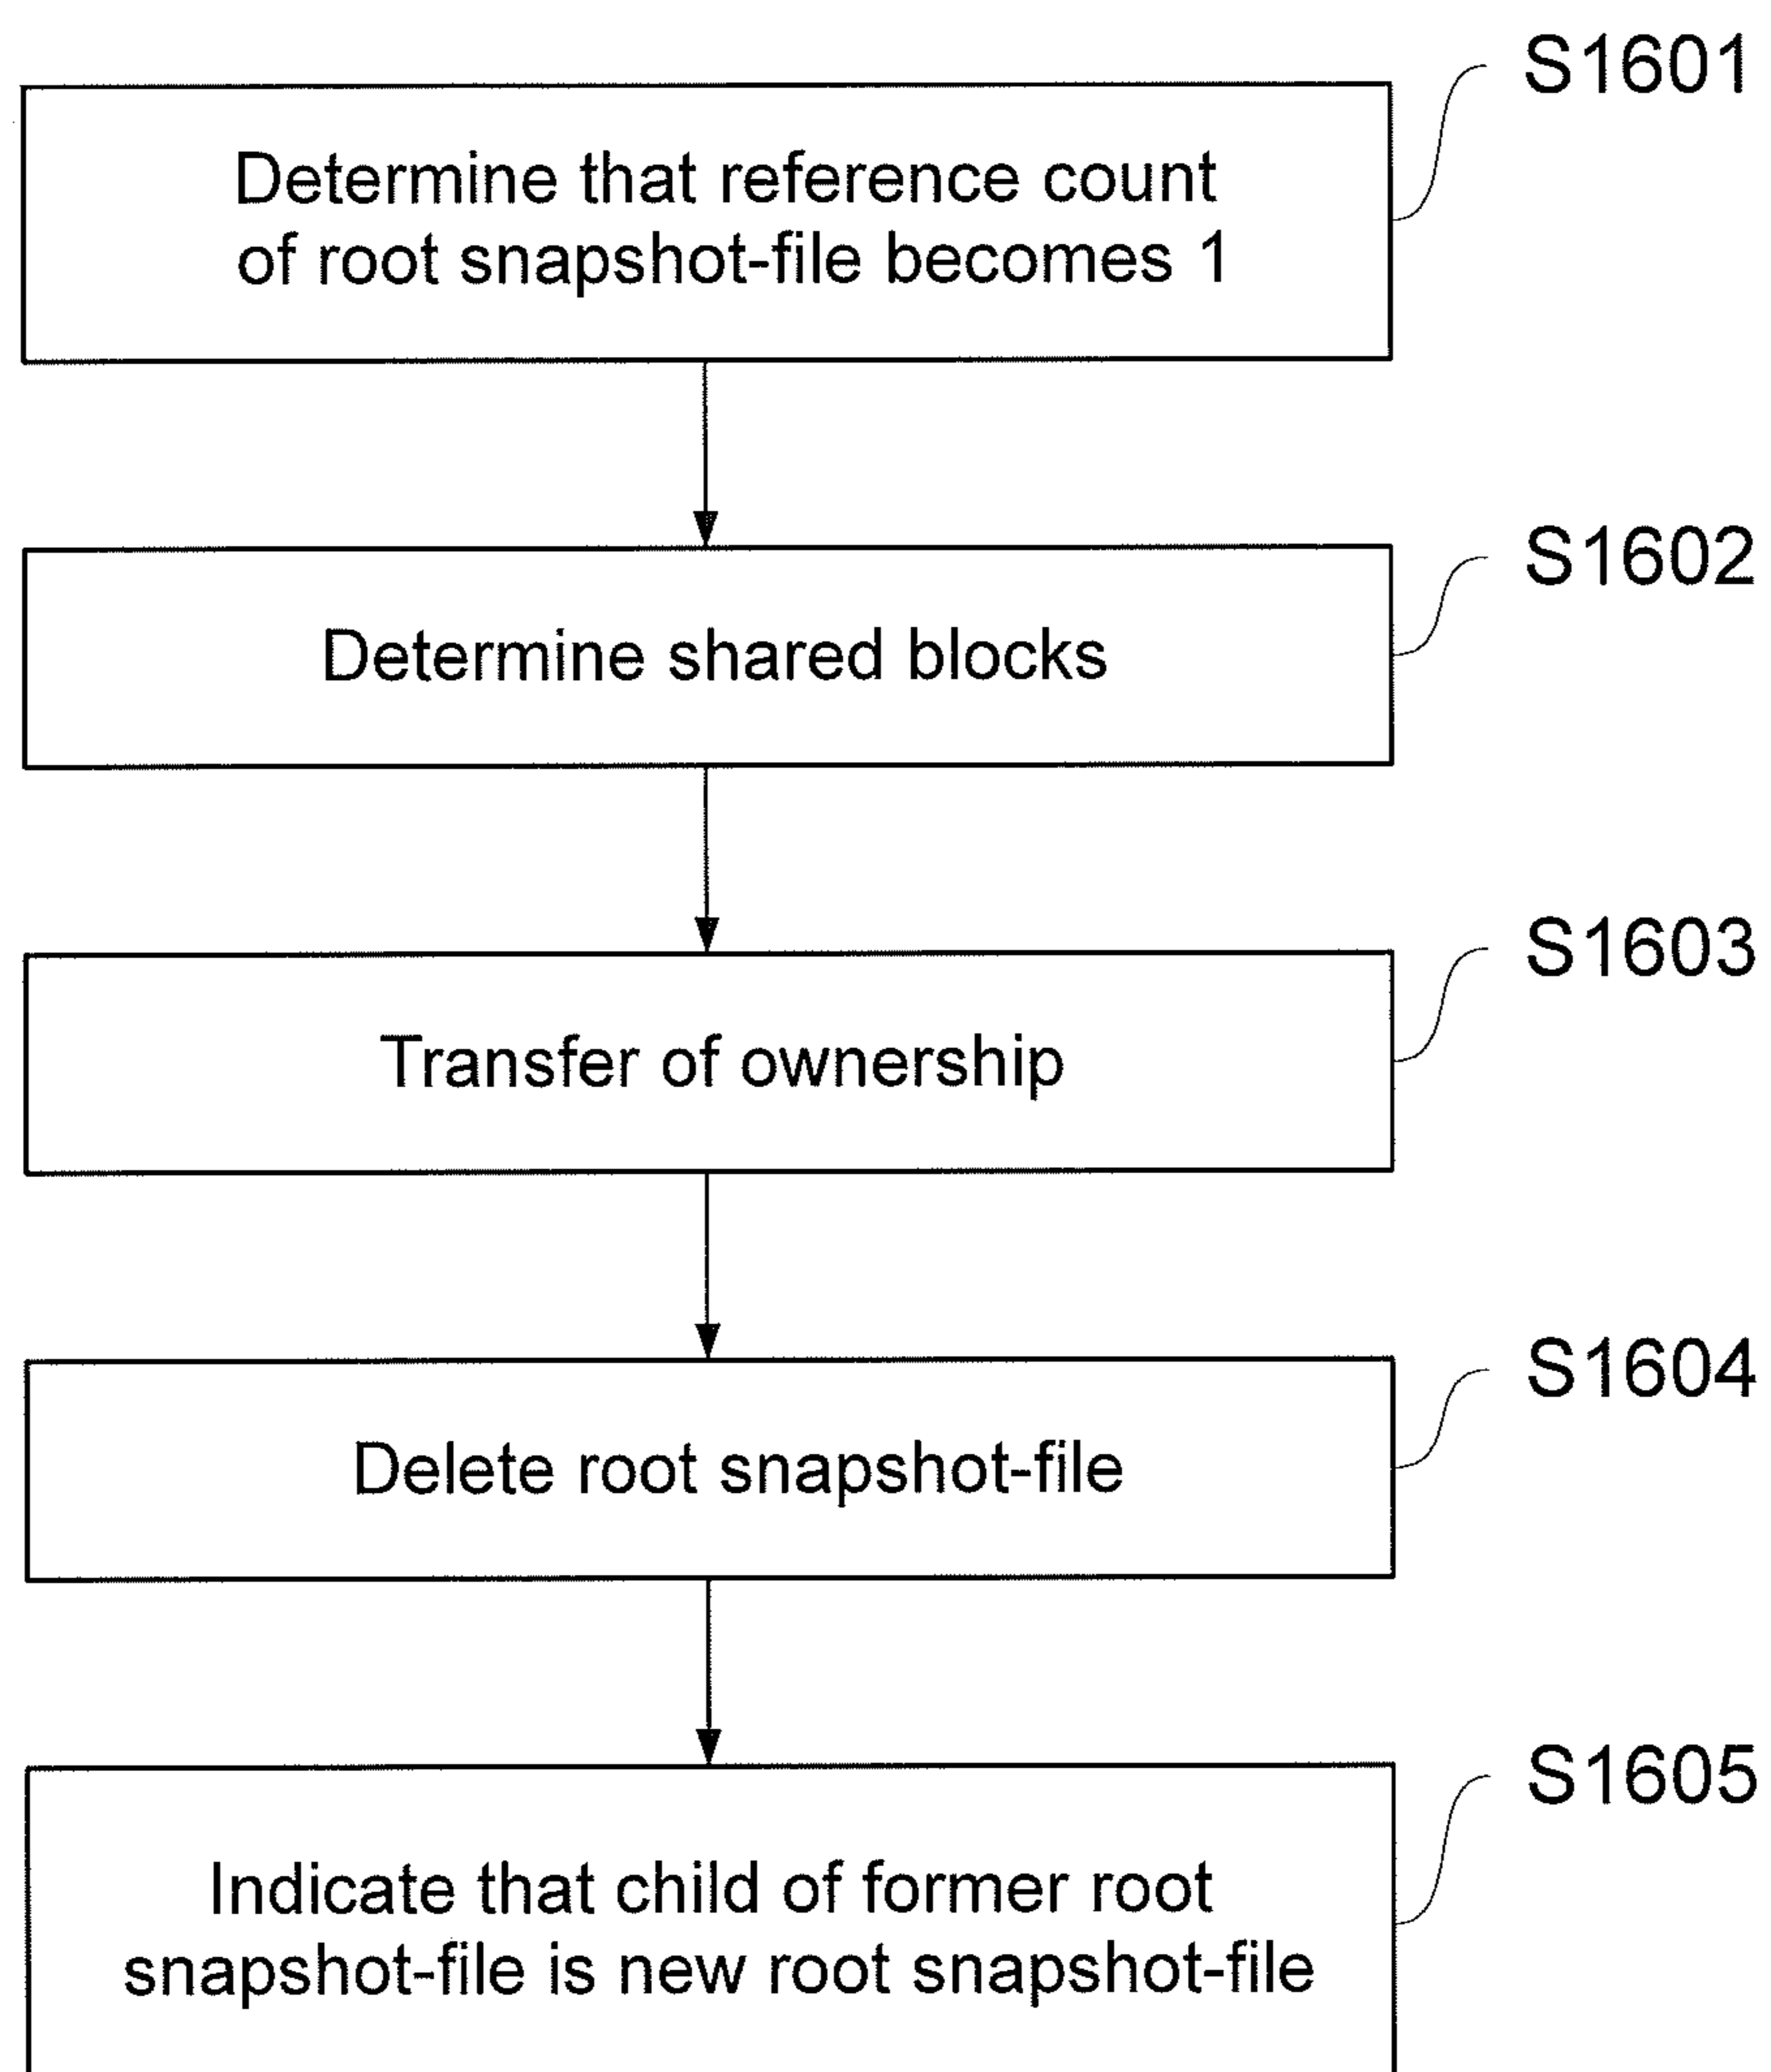 S1601
Determine that reference count
of root snapshot-file becomes 1
S1602
Determine shared blocks
S1603
Transfer of ownership
S1604
Delete root snapshot-file
S1605
Indicate that child of former root
snapshot-file is new root snapshot-file